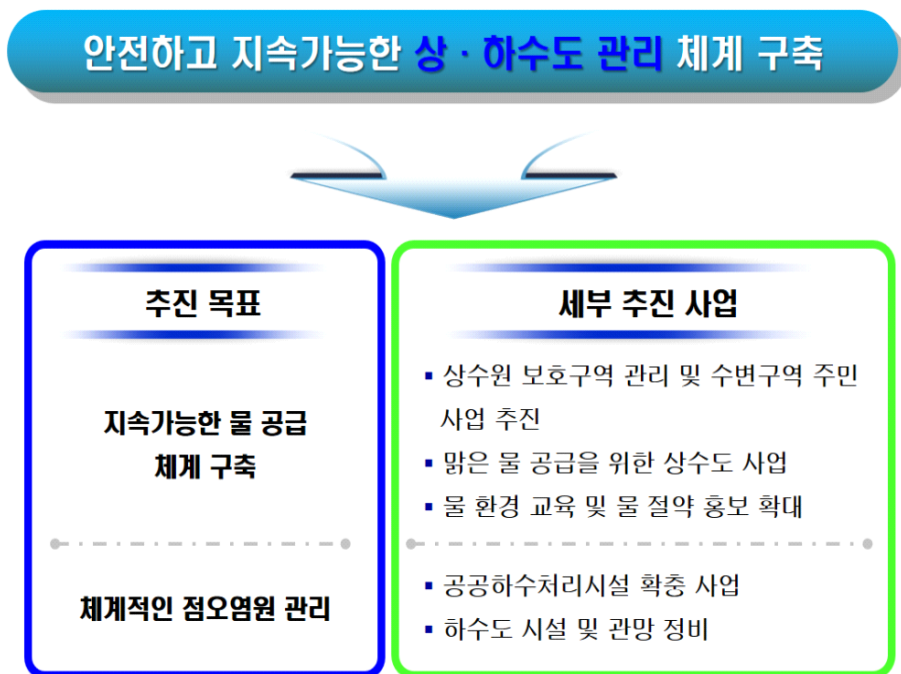 안전하고 지속가능한 상 · 하수도 관리 체계 구축
추진 목표
지속가능한 물 공급
체계 구축
체계적인 점오염원 관리
세부 추진 사업
▪ 상수원 보호구역 관리 및 수변구역 주민
사업 추진
▪ 맑은 물 공급을 위한 상수도 사업
▪ 물 환경 교육 및 물 절약 홍보 확대
▪ 공공하수처리시설 확충 사업
▪ 하수도 시설 및 관망 정비